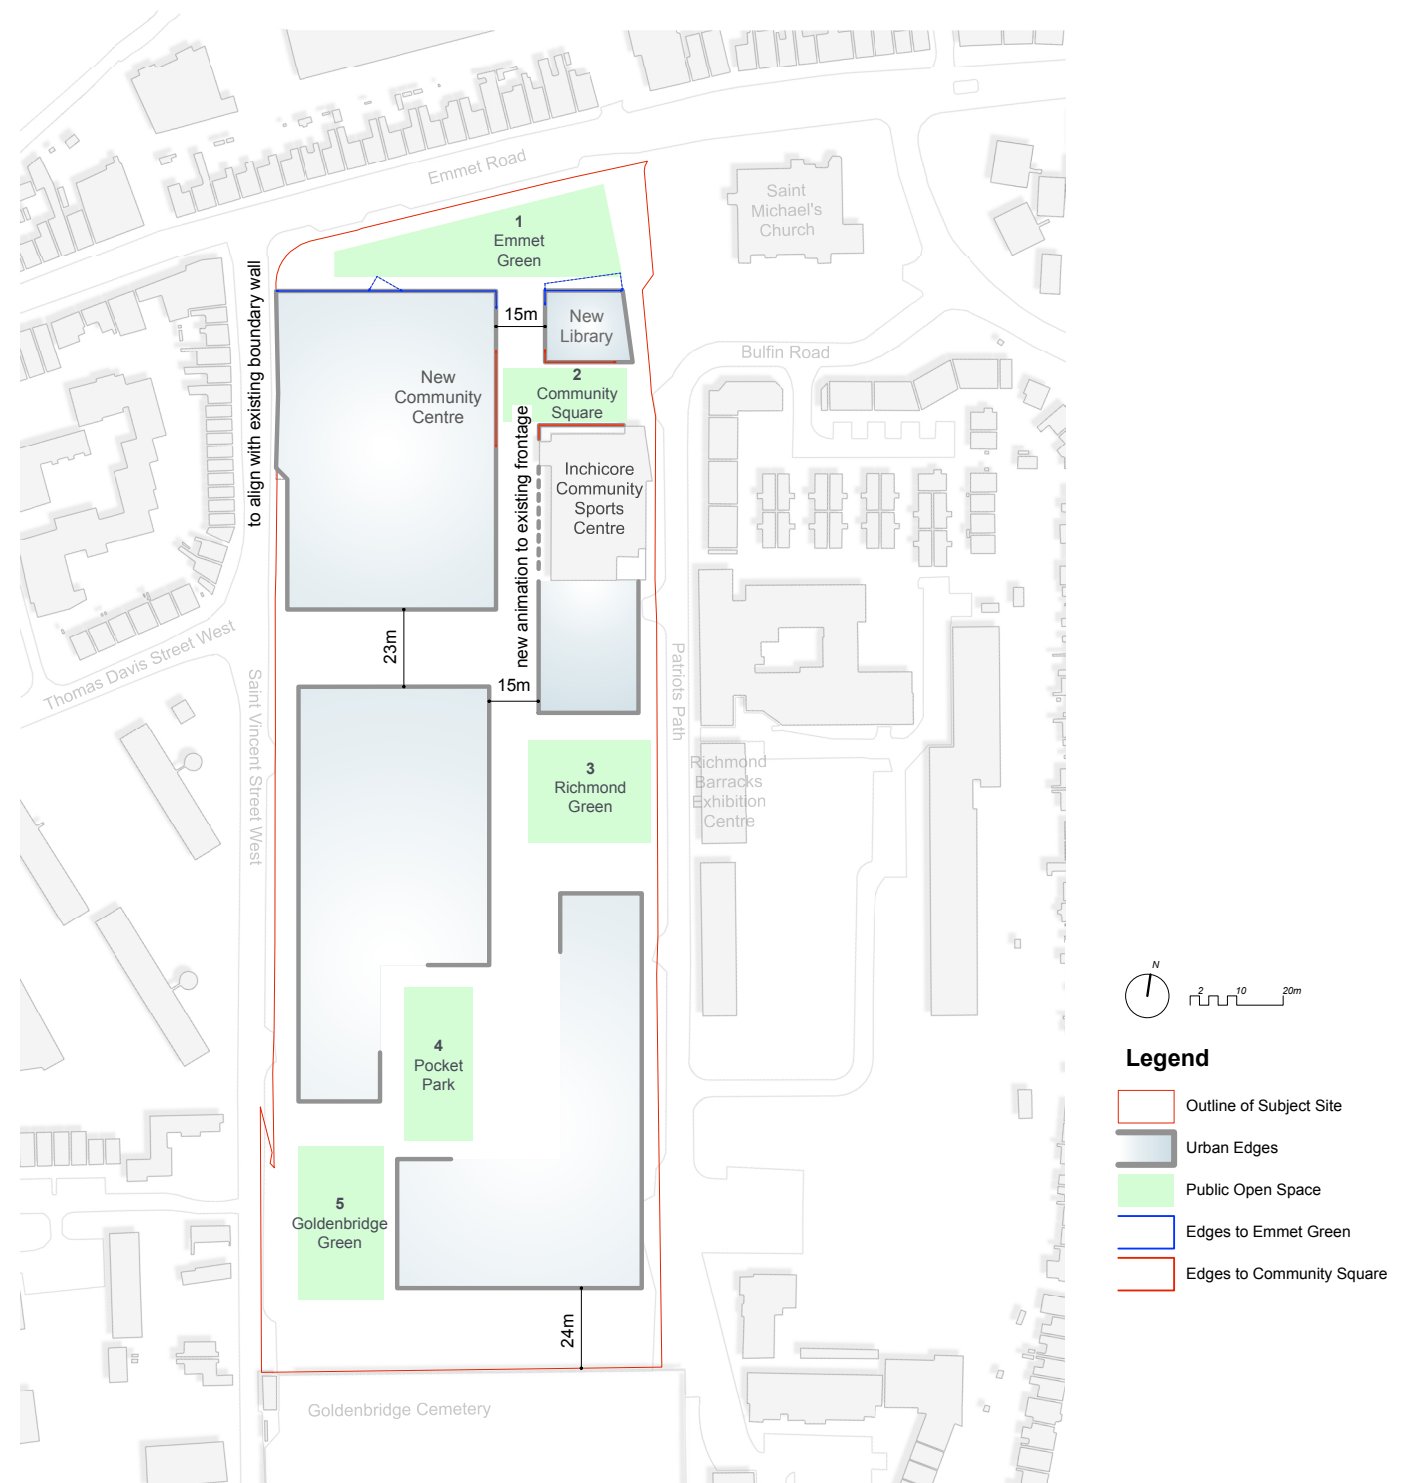 Emmet Road
Saint
Michael's
Church
1
Emmet
Green
to align with existing boundary wall
15m
New
Library
Bulfin Road
New
Community
Centre
2
Community
Square
new animation to existing frontage
Inchicore
Community
Sports
Centre
Thomas Davis Street West
23m
15m
Saint Vincent Street West
Patriots Path
3
Richmond
Green
Richmond
Barracks
Exhibition
Centre
4
Pocket
Park
5
Goldenbridge
Green
24m
Goldenbridge Cemetery
N
2 10 20m
Legend
Outline of Subject Site
Urban Edges
Public Open Space
Edges to Emmet Green
Edges to Community Square